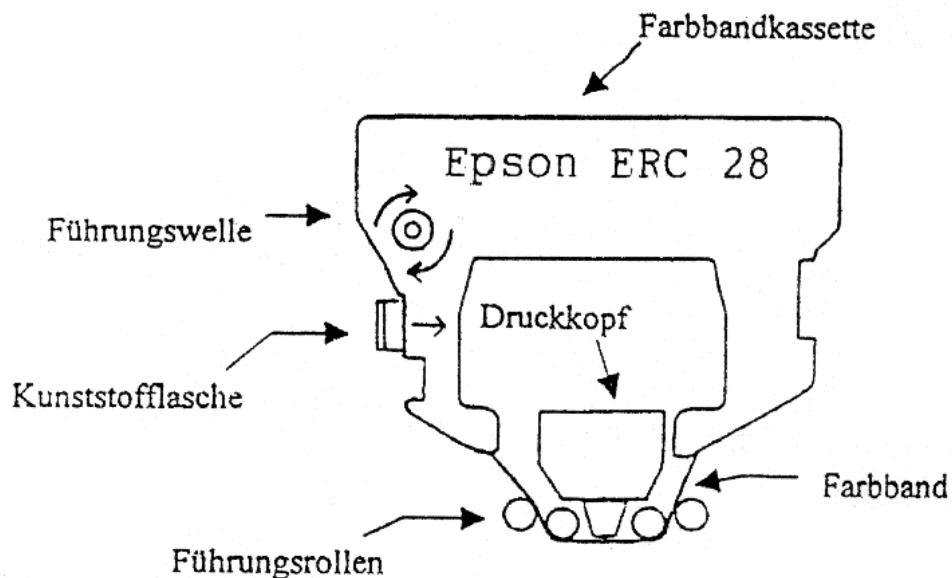 Farbbandkassette
Epson ERC 28
Führungswelle
Druckkopf
Kunststofflasche
Farbband
Führungsrollen